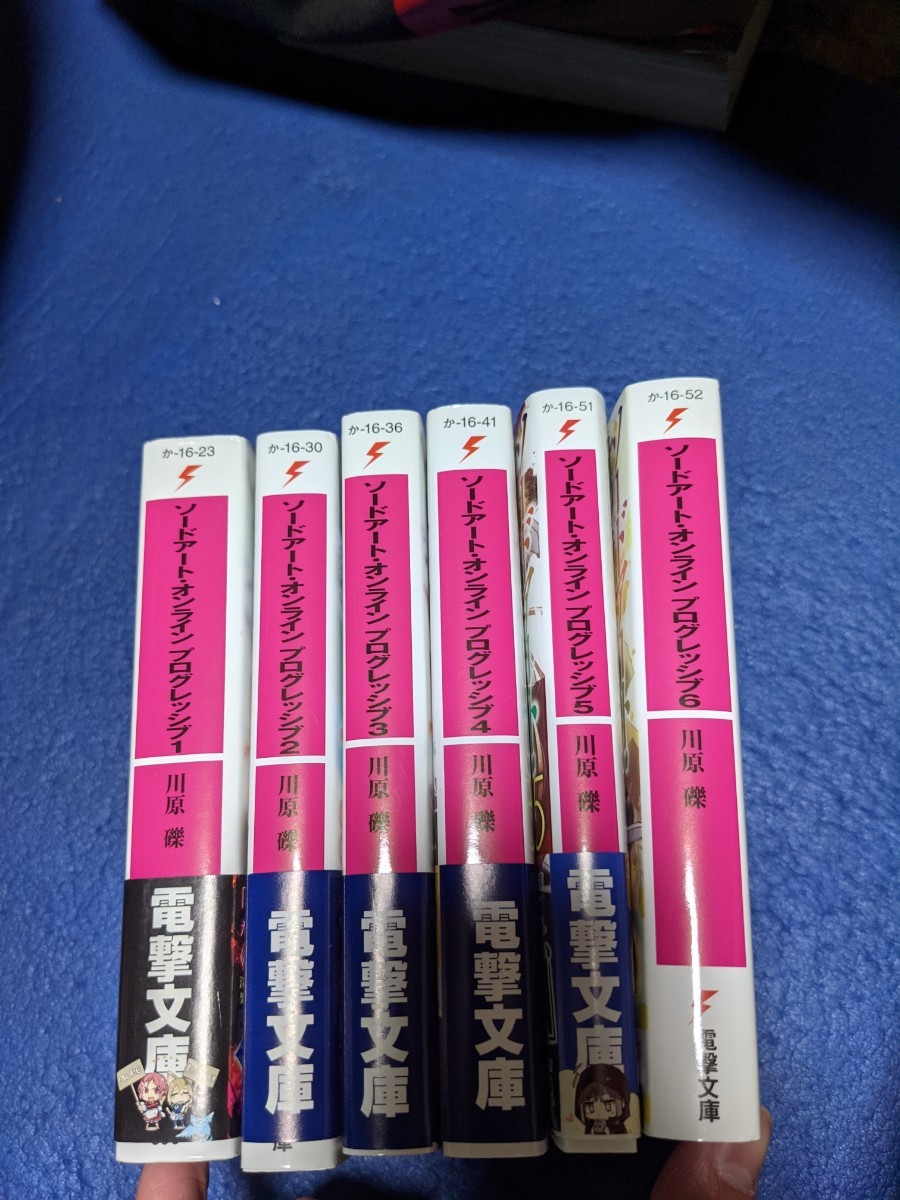 か-16-23
ソードアート・オンライン プログレッシブ1
川原 礫
電撃文庫
か-16-30
ソードアート・オンライン プログレッシブ2
川原 礫
電撃文庫
庫
か-16-36
ソードアート・オンライン プログレッシブ3
川原 礫
電撃文庫
か-16-41
ソードアート・オンライン プログレッシブ4
川原 礫
電撃文庫
か-16-51
ソードアート・オンライン プログレッシブ5
川原 礫
電撃文庫
か-16-52
ソードアート・オンライン プログレッシブ6
川原 礫
電撃文庫